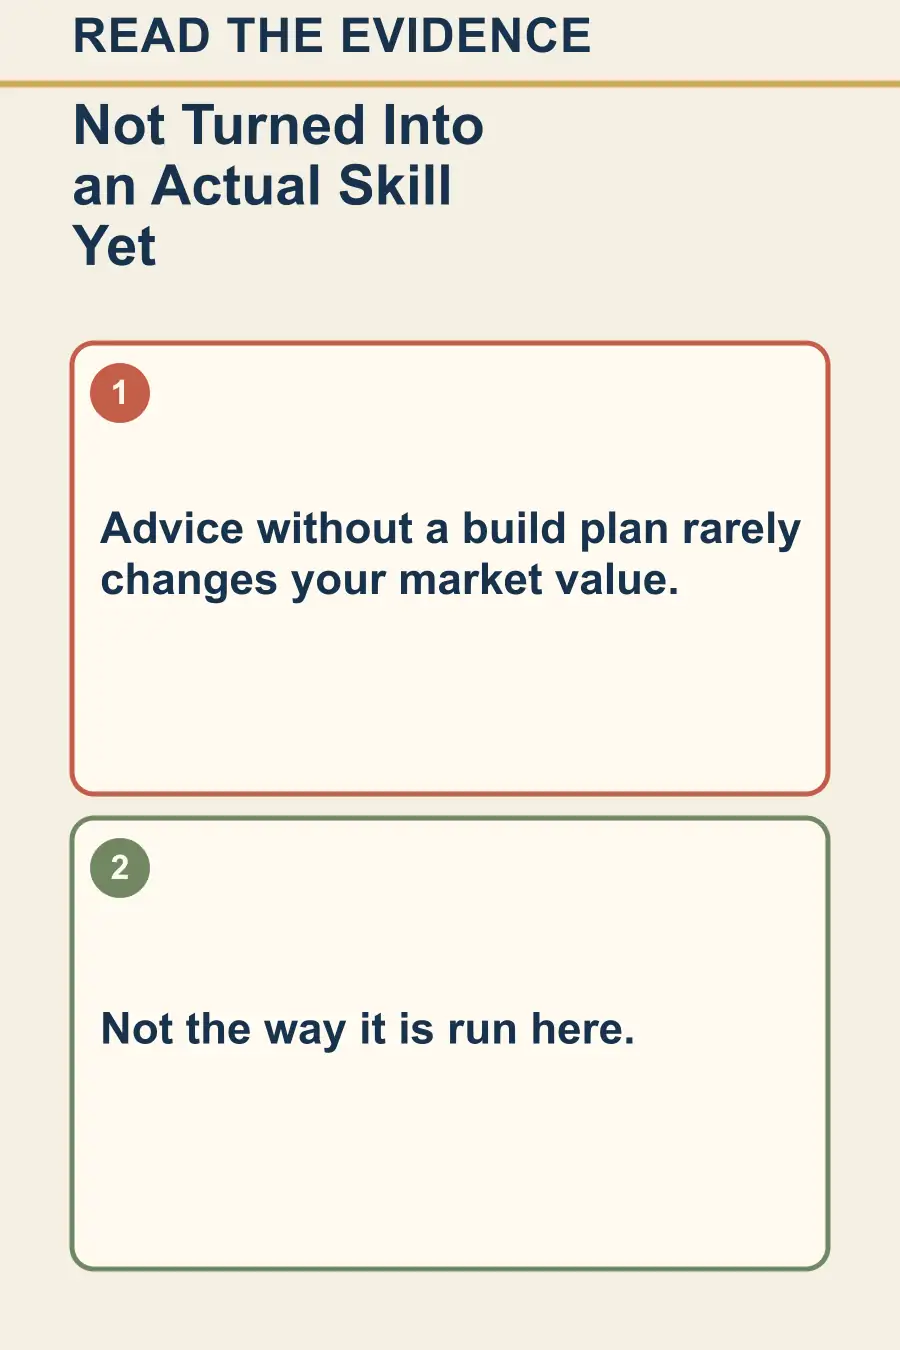 READ THE EVIDENCE
Not Turned Into
an Actual Skill
Yet
1
Advice without a build plan rarely
changes your market value.
2
Not the way it is run here.